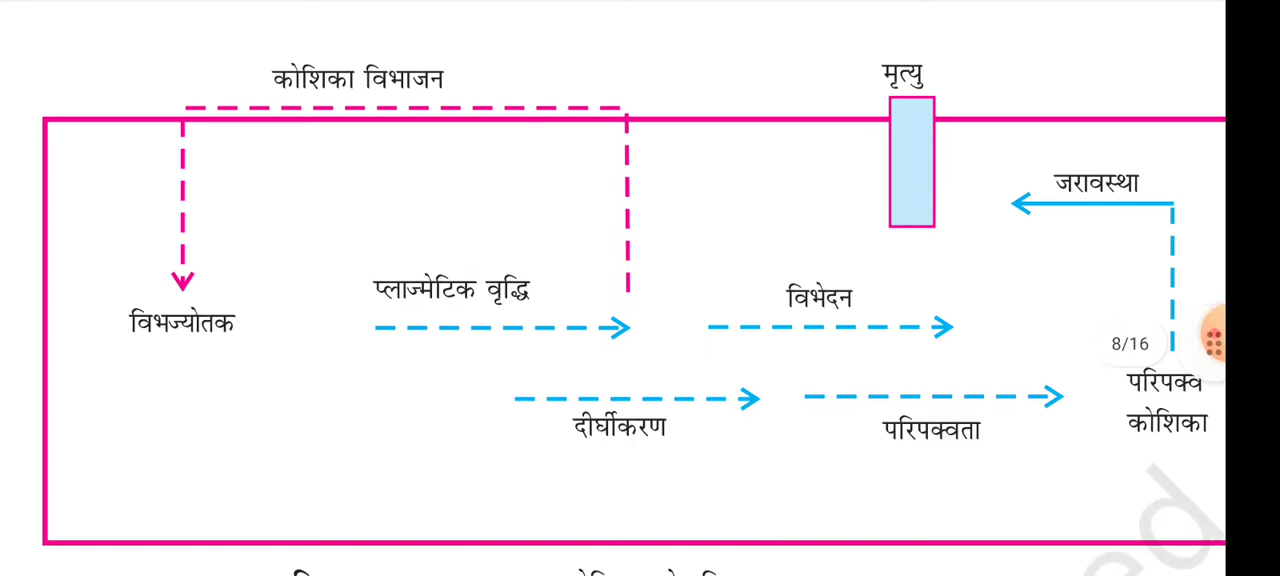 कोशिका विभाजन
मृत्यु
जरावस्था
प्लाज्मेटिक वृद्धि
विभेदन
विभज्योतक
8/16
परिपक्व
कोशिका
दीर्घीकरण
परिपक्वता